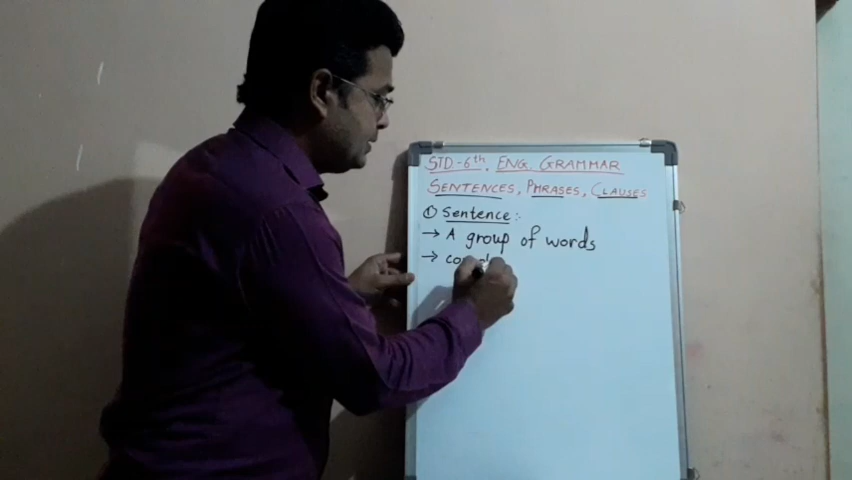 STD.-6th. ENG. GRAMMAR
SENTENCES, PHRASES, CLAUSES
① Sentence:-
→ A group of words
→